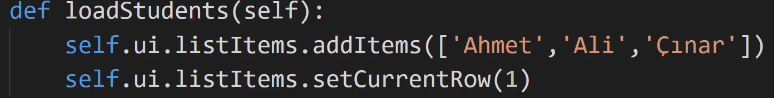 def loadStudents(self):
    self.ui.listItems.addItems(['Ahmet','Ali','Çınar'])
    self.ui.listItems.setCurrentRow(1)